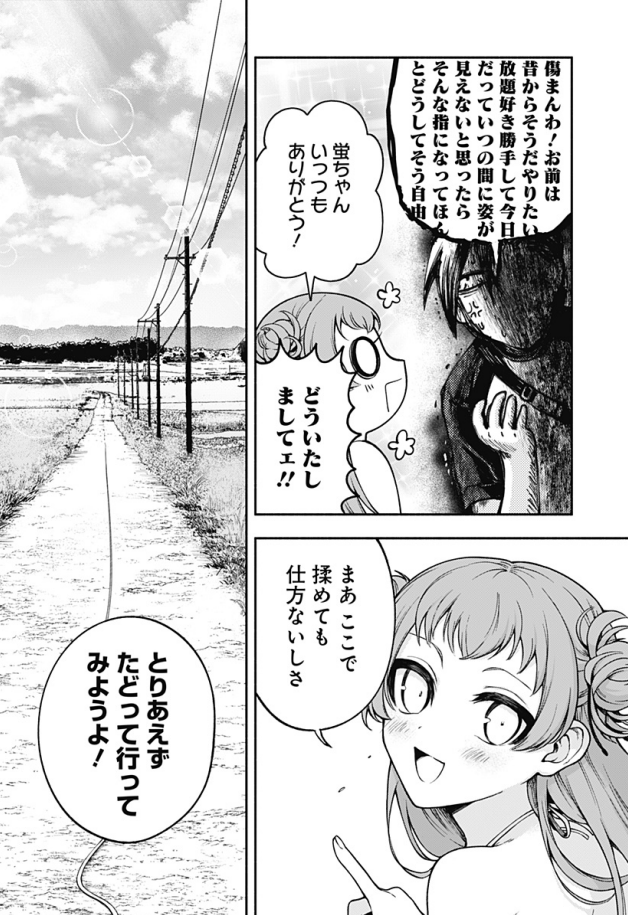 傷まんわ！お前は
昔からそうだやりたい
放題好き勝手して今日
だっていつの間に姿が
見えないと思ったら
そんな指になってほん
とどうしてそう自由
蛍ちゃん
いっつも
ありがとう！
どういたし
ましてェ!!
まあ ここで
揉めても
仕方ないしさ
とりあえず
たどって行って
みようよ！